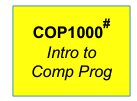 COP1000#
Intro to
Comp Prog